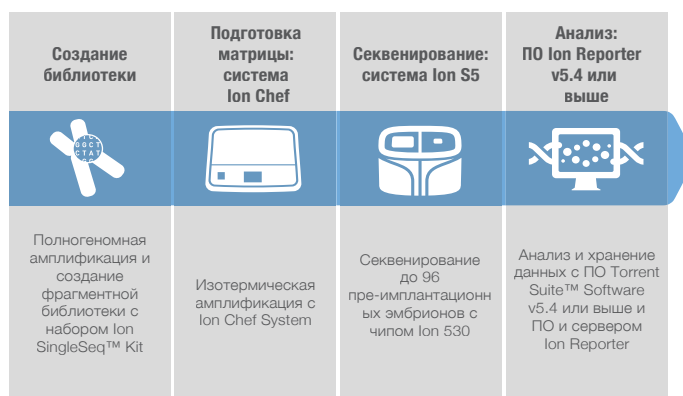 Создание
библиотеки
Подготовка
матрицы:
система
Ion Chef
Секвенирование:
система Ion S5
Анализ:
ПО Ion Reporter
v5.4 или
выше
GGCT
CTAT
Полногеномная
амплификация и
создание
фрагментной
библиотеки с
набором Ion
SingleSeq™ Kit
Изотермическая
амплификация с
Ion Chef System
Секвенирование
до 96
пре-имплантационн
ых эмбрионов с
чипом Ion 530
Анализ и хранение
данных с ПО Torrent
Suite™ Software
v5.4 или выше и
ПО и сервером
Ion Reporter